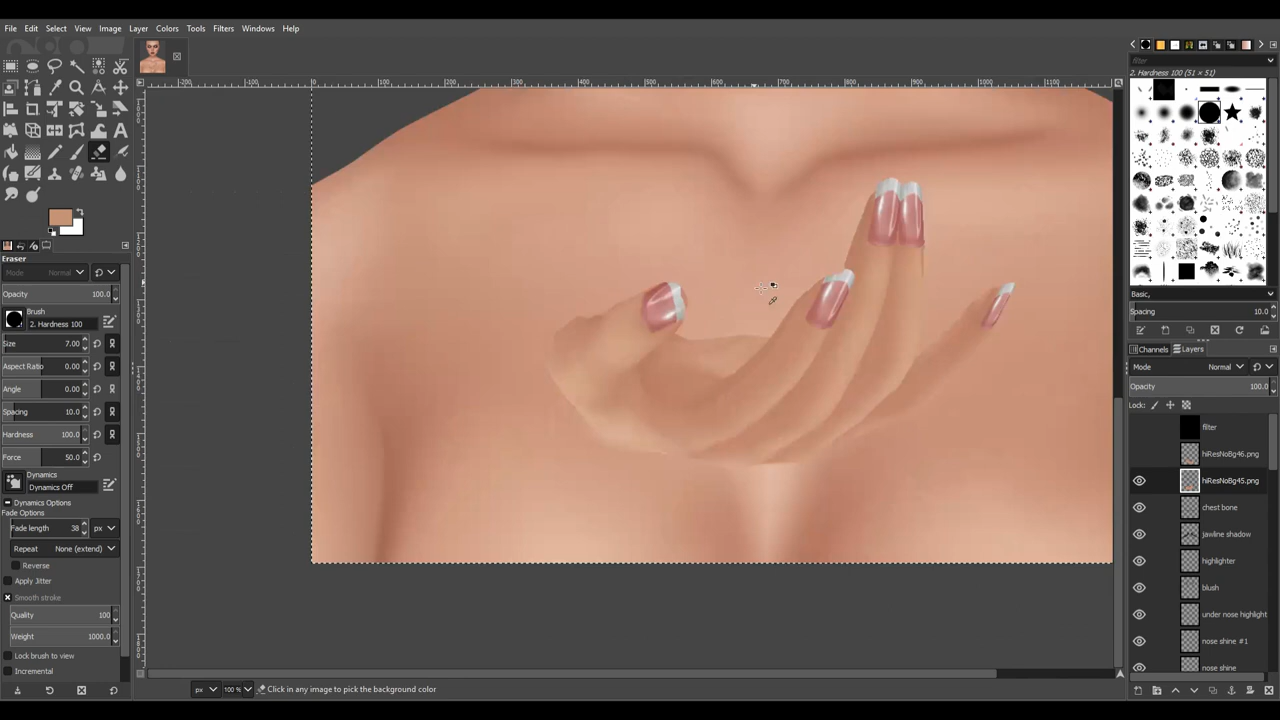 File Edit Select View Image Layer Colors Tools Filters Windows Help
filter
2. Hardness 100 (51 × 51)
Eraser
Mode Normal
Opacity 100.0
Brush
2. Hardness 100
Size 7.00
Aspect Ratio 0.00
Angle 0.00
Spacing 10.0
Hardness 100.0
Force 50.0
Dynamics
Dynamics Off
Dynamics Options
Fade Options
Fade length 38 px
Repeat None (extend)
Reverse
Apply Jitter
Smooth stroke
Quality 100
Weight 1000.0
Lock brush to view
Incremental
Basic,
Spacing 10.0
Channels Layers
Mode Normal
Opacity 100.0
Lock:
filter
hiResNoBg46.png
hiResNoBg45.png
chest bone
jawline shadow
highlighter
blush
under nose highlight
nose shine #1
nose shine
px 100 % Click in any image to pick the background color